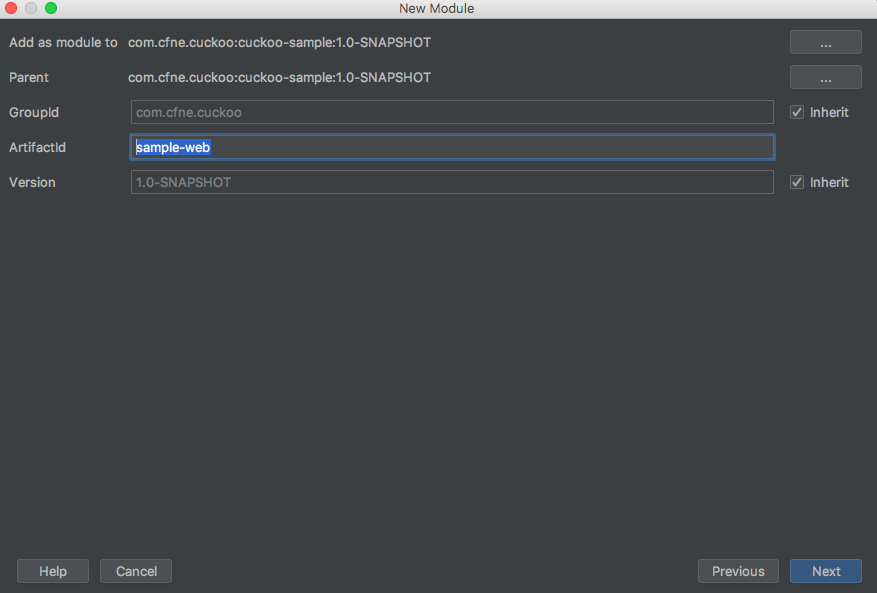 New Module
Add as module to com.cfne.cuckoo:cuckoo-sample:1.0-SNAPSHOT ...
Parent com.cfne.cuckoo:cuckoo-sample:1.0-SNAPSHOT ...
GroupId com.cfne.cuckoo Inherit
ArtifactId sample-web
Version 1.0-SNAPSHOT Inherit
Help Cancel Previous Next